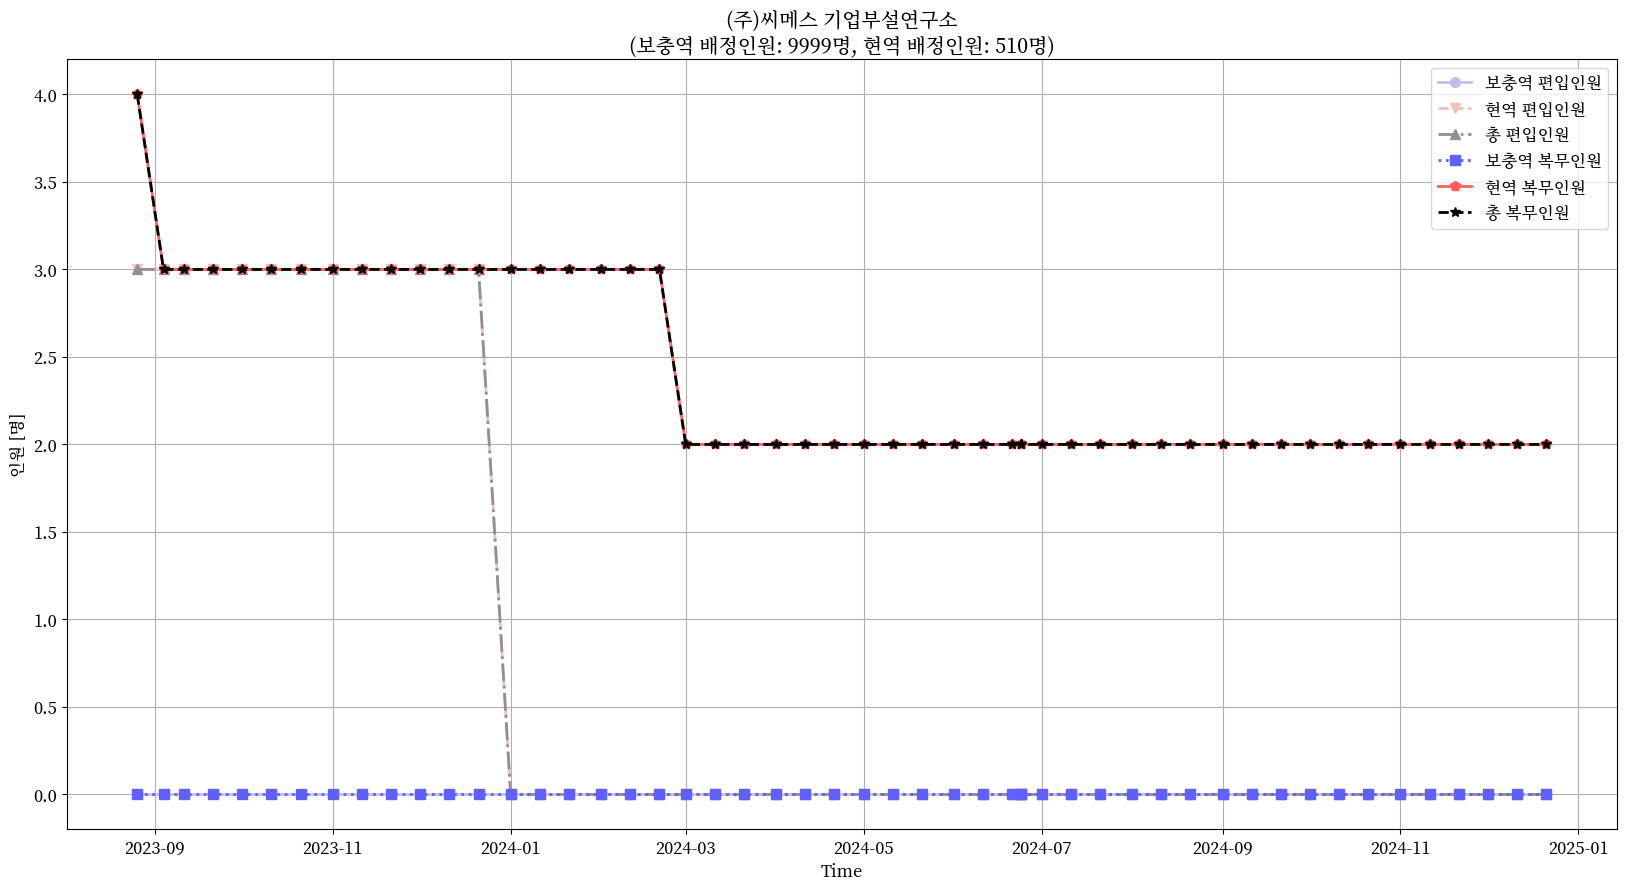 (주)씨메스 기업부설연구소
(보충역 배정인원: 9999명, 현역 배정인원: 510명)
보충역 편입인원
현역 편입인원
총 편입인원
보충역 복무인원
현역 복무인원
총 복무인원
인원 [명]
4.0
3.5
3.0
2.5
2.0
1.5
1.0
0.5
0.0
2023-09 2023-11 2024-01 2024-03 2024-05 2024-07 2024-09 2024-11 2025-01
Time